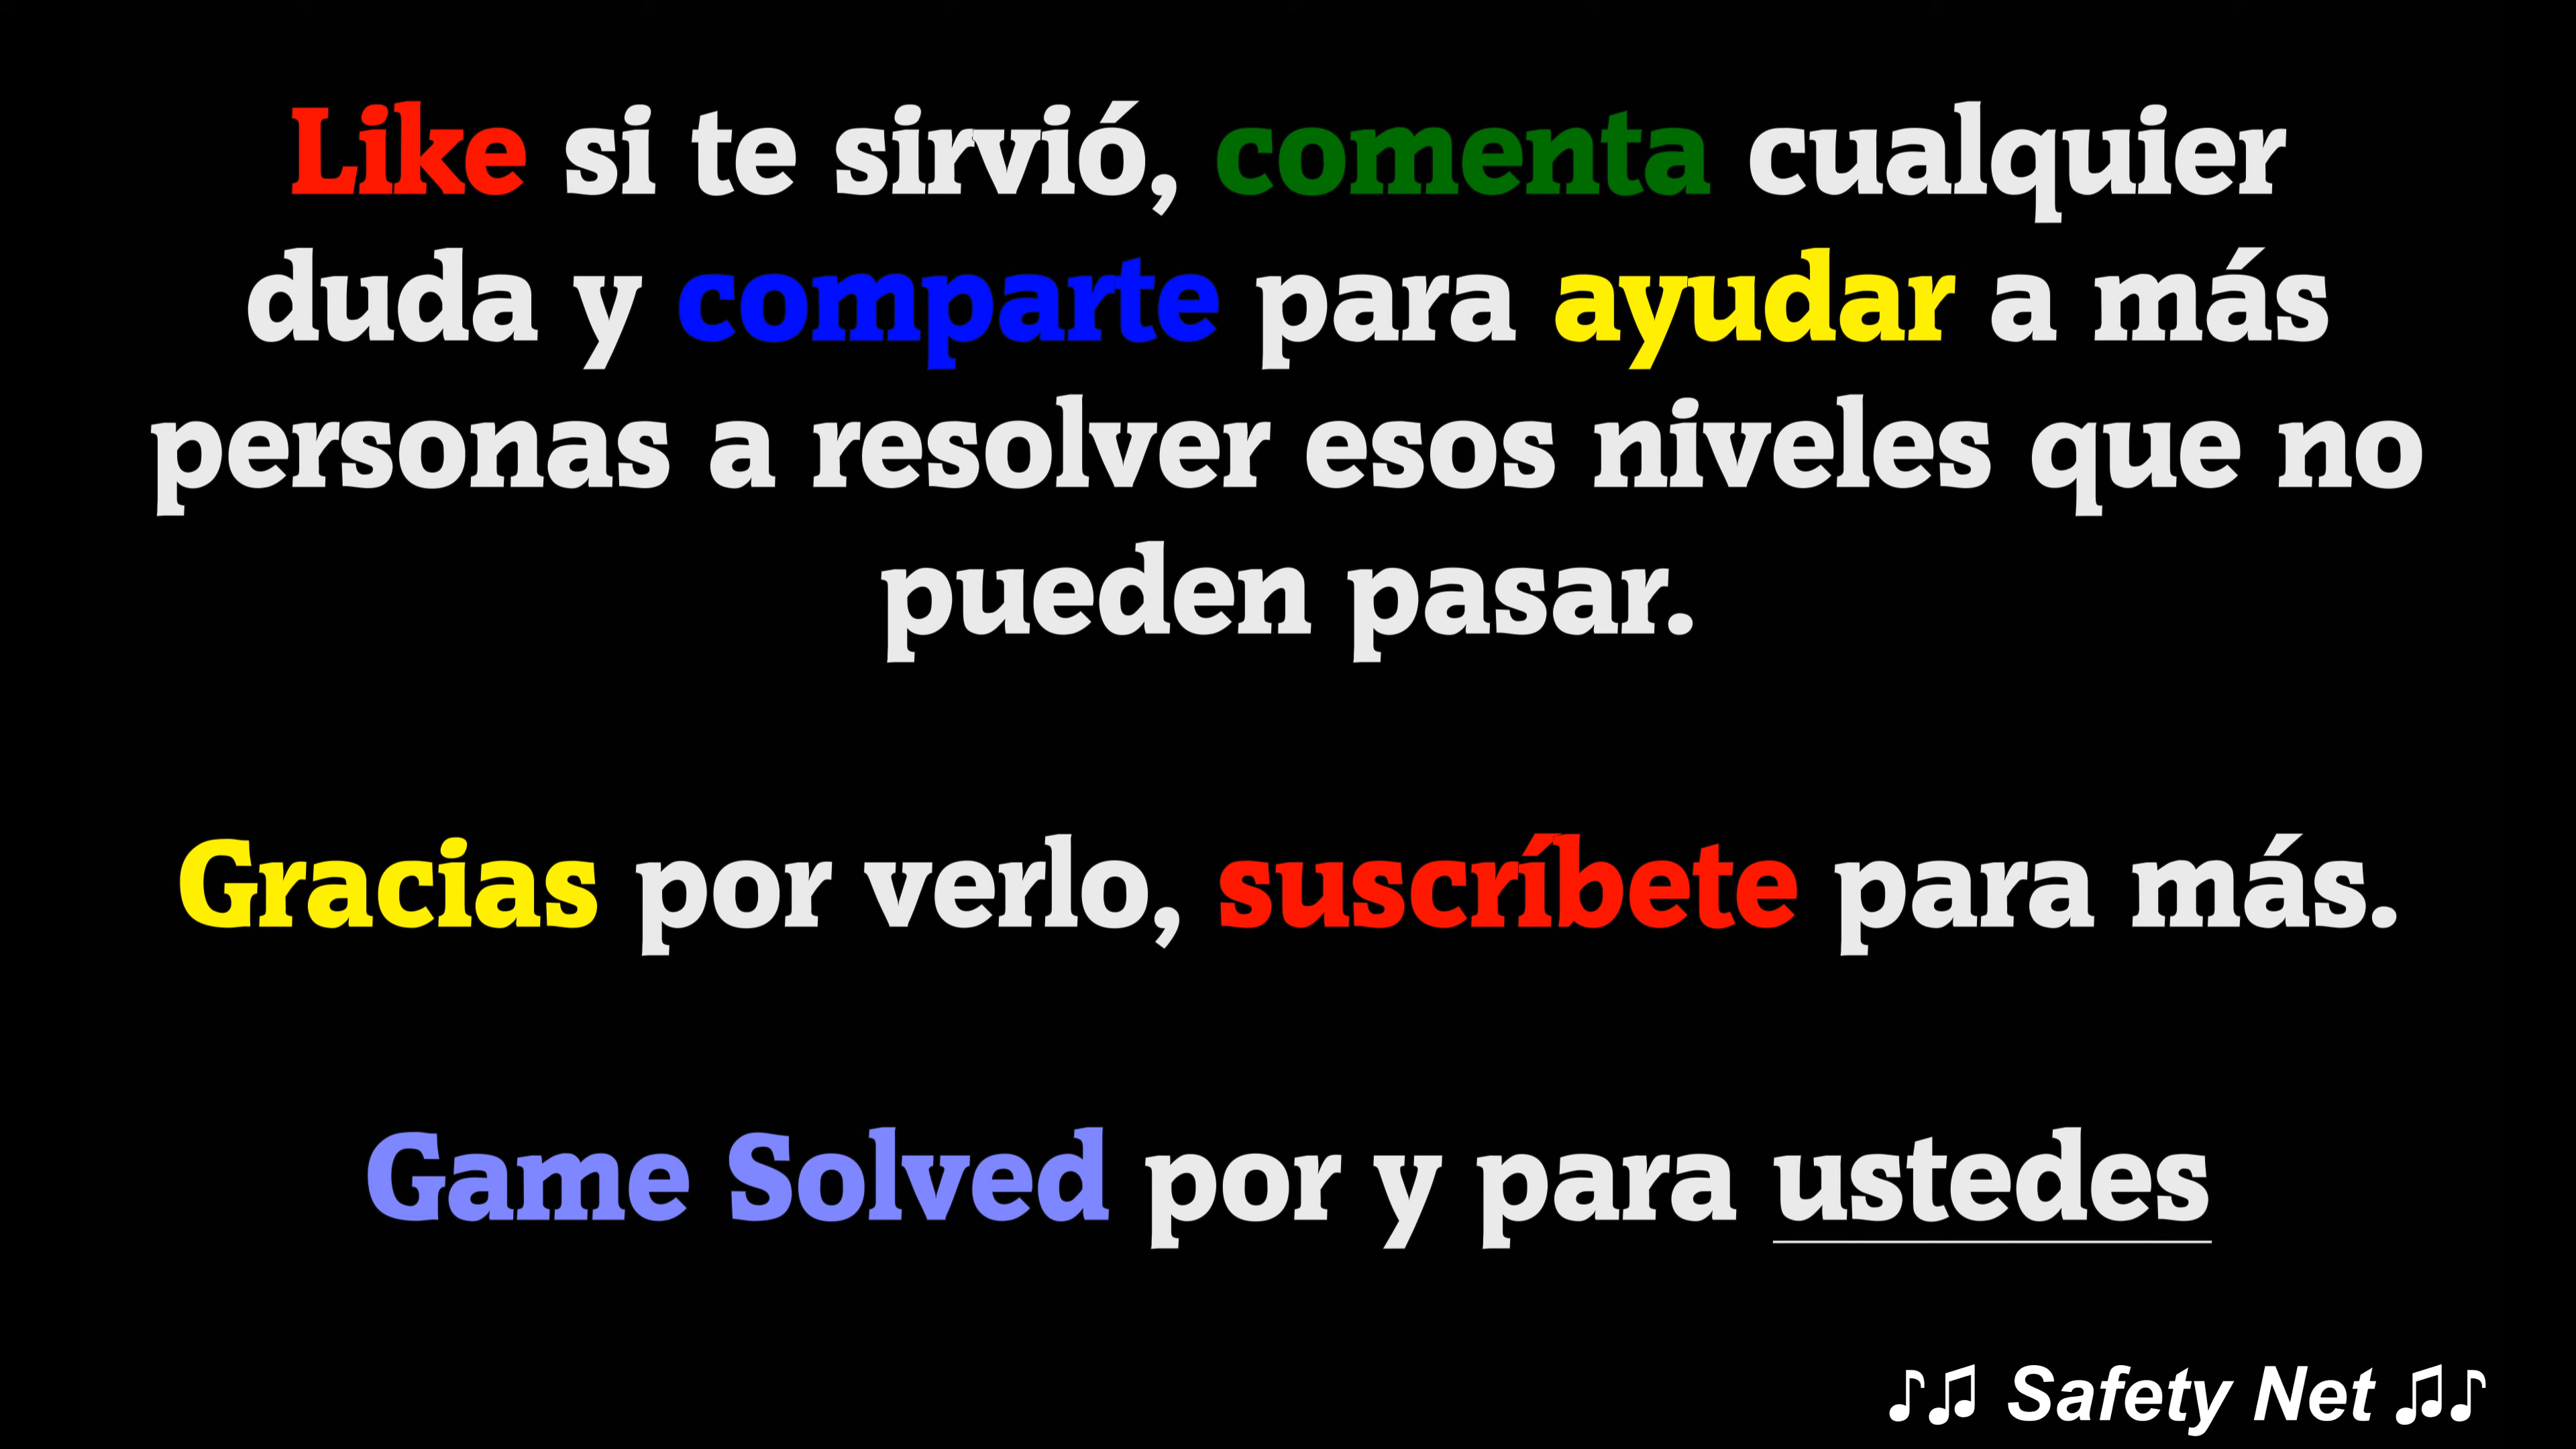 Like si te sirvió, comenta cualquier
duda y comparte para ayudar a más
personas a resolver esos niveles que no
pueden pasar.
Gracias por verlo, suscríbete para más.
Game Solved por y para ustedes
♪♫ Safety Net ♫♪